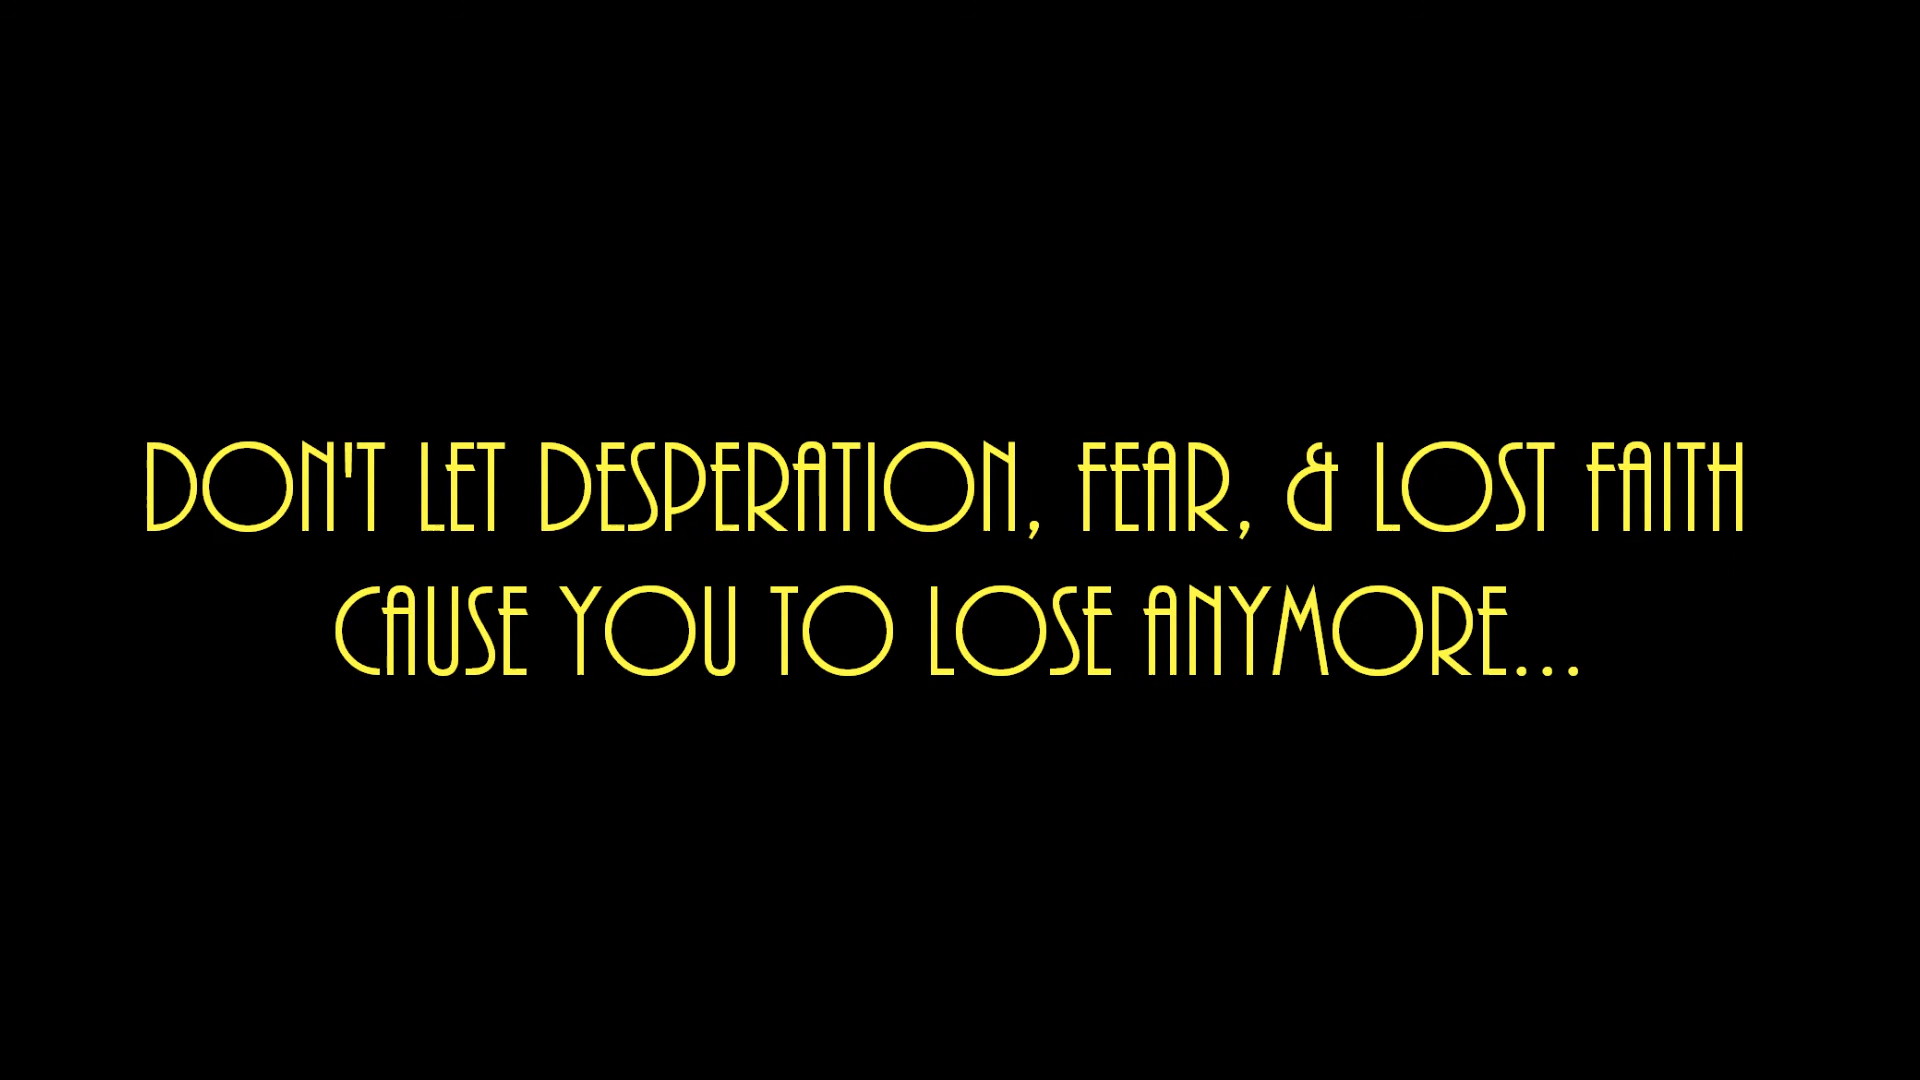 DON'T LET DESPERATION, FEAR, & LOST FAITH
CAUSE YOU TO LOSE ANYMORE...